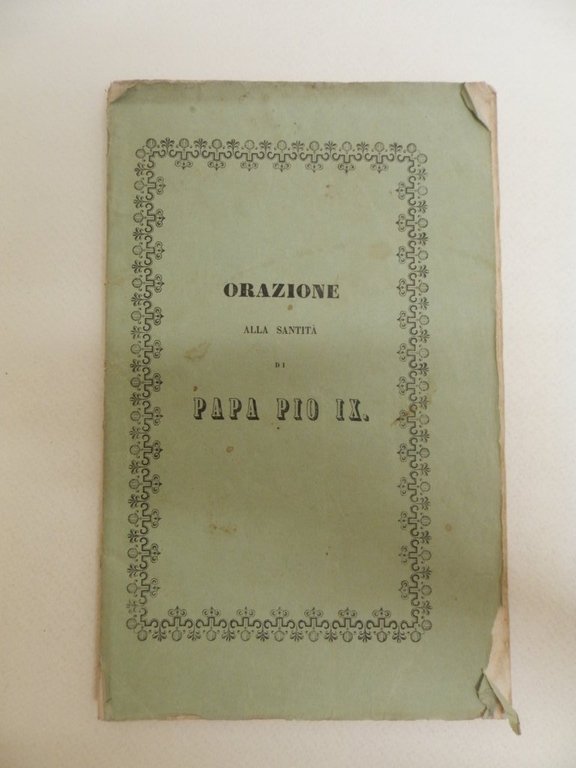 ORAZIONE
ALLA SANTITÀ
DI
PAPA PIO IX.